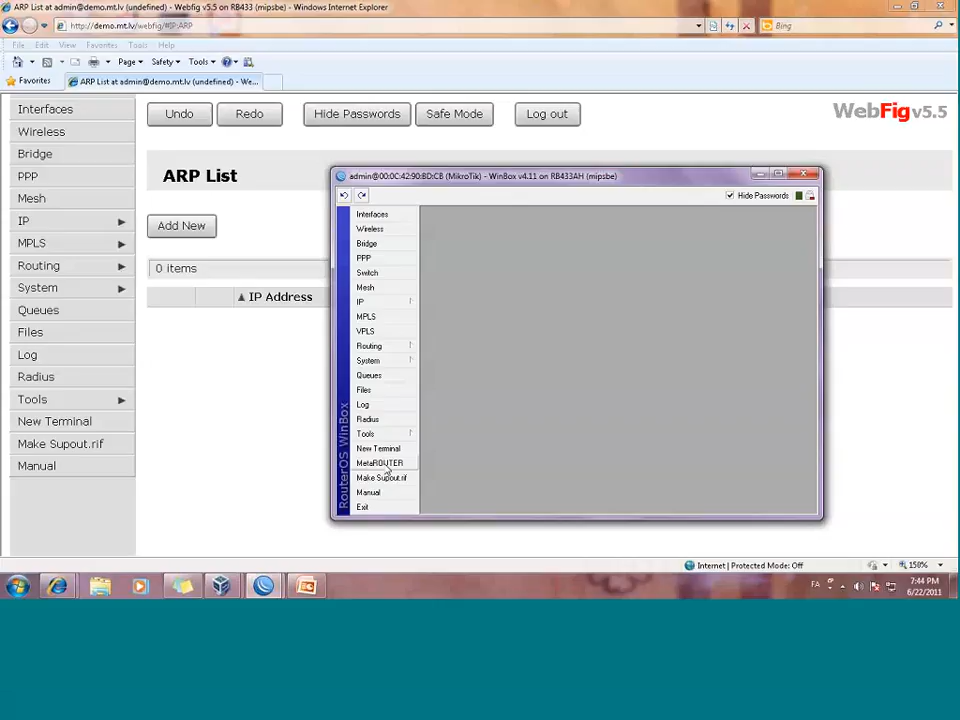 ARP List at admin@demo.mt.lv (undefined) - Webfig v5.5 on RB433 (mipsbe) - Windows Internet Explorer
http://demo.mt.lv/webfig/#IP:ARP
Bing
File Edit View Favorites Tools Help
Page Safety Tools
Favorites
ARP List at admin@demo.mt.lv (undefined) - We...
Interfaces
Wireless
Bridge
PPP
Mesh
IP
MPLS
Routing
System
Queues
Files
Log
Radius
Tools
New Terminal
Make Supout.rif
Manual
Undo Redo Hide Passwords Safe Mode Log out
WebFig v5.5
ARP List
Add New
0 items
IP Address
admin@00:0C:42:90:BD:CB (MikroTik) - WinBox v4.11 on RB433AH (mipsbe)
Hide Passwords
Interfaces
Wireless
Bridge
PPP
Switch
Mesh
IP
MPLS
VPLS
Routing
System
Queues
Files
Log
Radius
Tools
New Terminal
MetaROUTER
Make Supout.rif
Manual
Exit
RouterOS WinBox
Internet | Protected Mode: Off
150%
FA
7:44 PM
6/22/2011